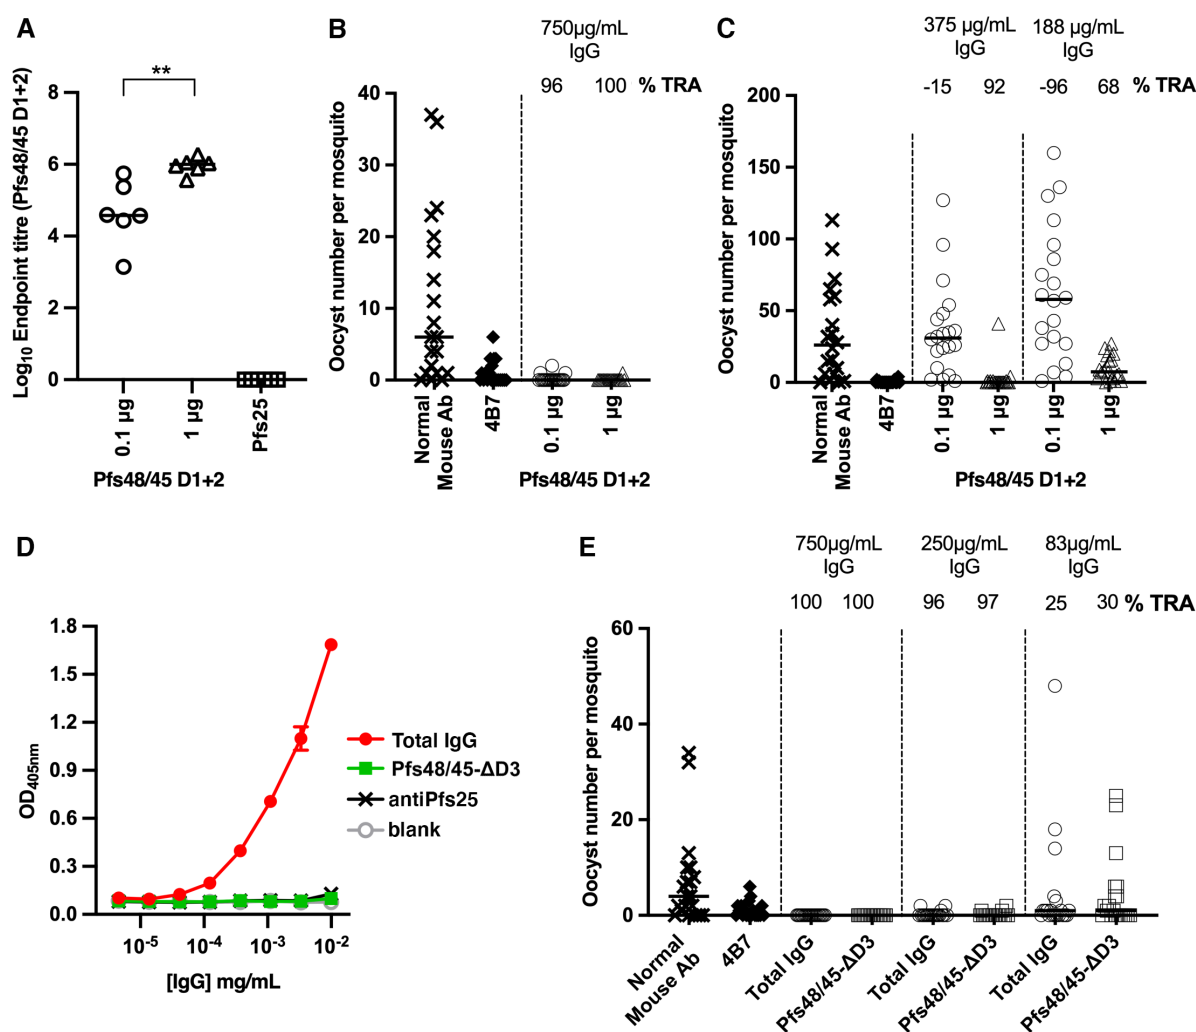 A
Log10 Endpoint titre (Pfs48/45 D1+2)
8
6
4
2
0
**
0.1 µg
1 µg
Pfs25
Pfs48/45 D1+2
B
750µg/mL
IgG
96 100 % TRA
Oocyst number per mosquito
40
30
20
10
0
Normal
Mouse Ab
4B7
0.1 µg
1 µg
Pfs48/45 D1+2
C
375 µg/mL
IgG
188 µg/mL
IgG
-15 92 -96 68 % TRA
Oocyst number per mosquito
200
150
100
50
0
Normal
Mouse Ab
4B7
0.1 µg
1 µg
0.1 µg
1 µg
Pfs48/45 D1+2
D
OD405nm
1.8
1.5
1.2
0.9
0.6
0.3
0.0
10-5 10-4 10-3 10-2
[IgG] mg/mL
Total IgG
Pfs48/45-ΔD3
antiPfs25
blank
E
750µg/mL
IgG
250µg/mL
IgG
83µg/mL
IgG
100 100 96 97 25 30 % TRA
Oocyst number per mosquito
60
40
20
0
Normal
Mouse Ab
4B7
Total IgG
Pfs48/45-ΔD3
Total IgG
Pfs48/45-ΔD3
Total IgG
Pfs48/45-ΔD3